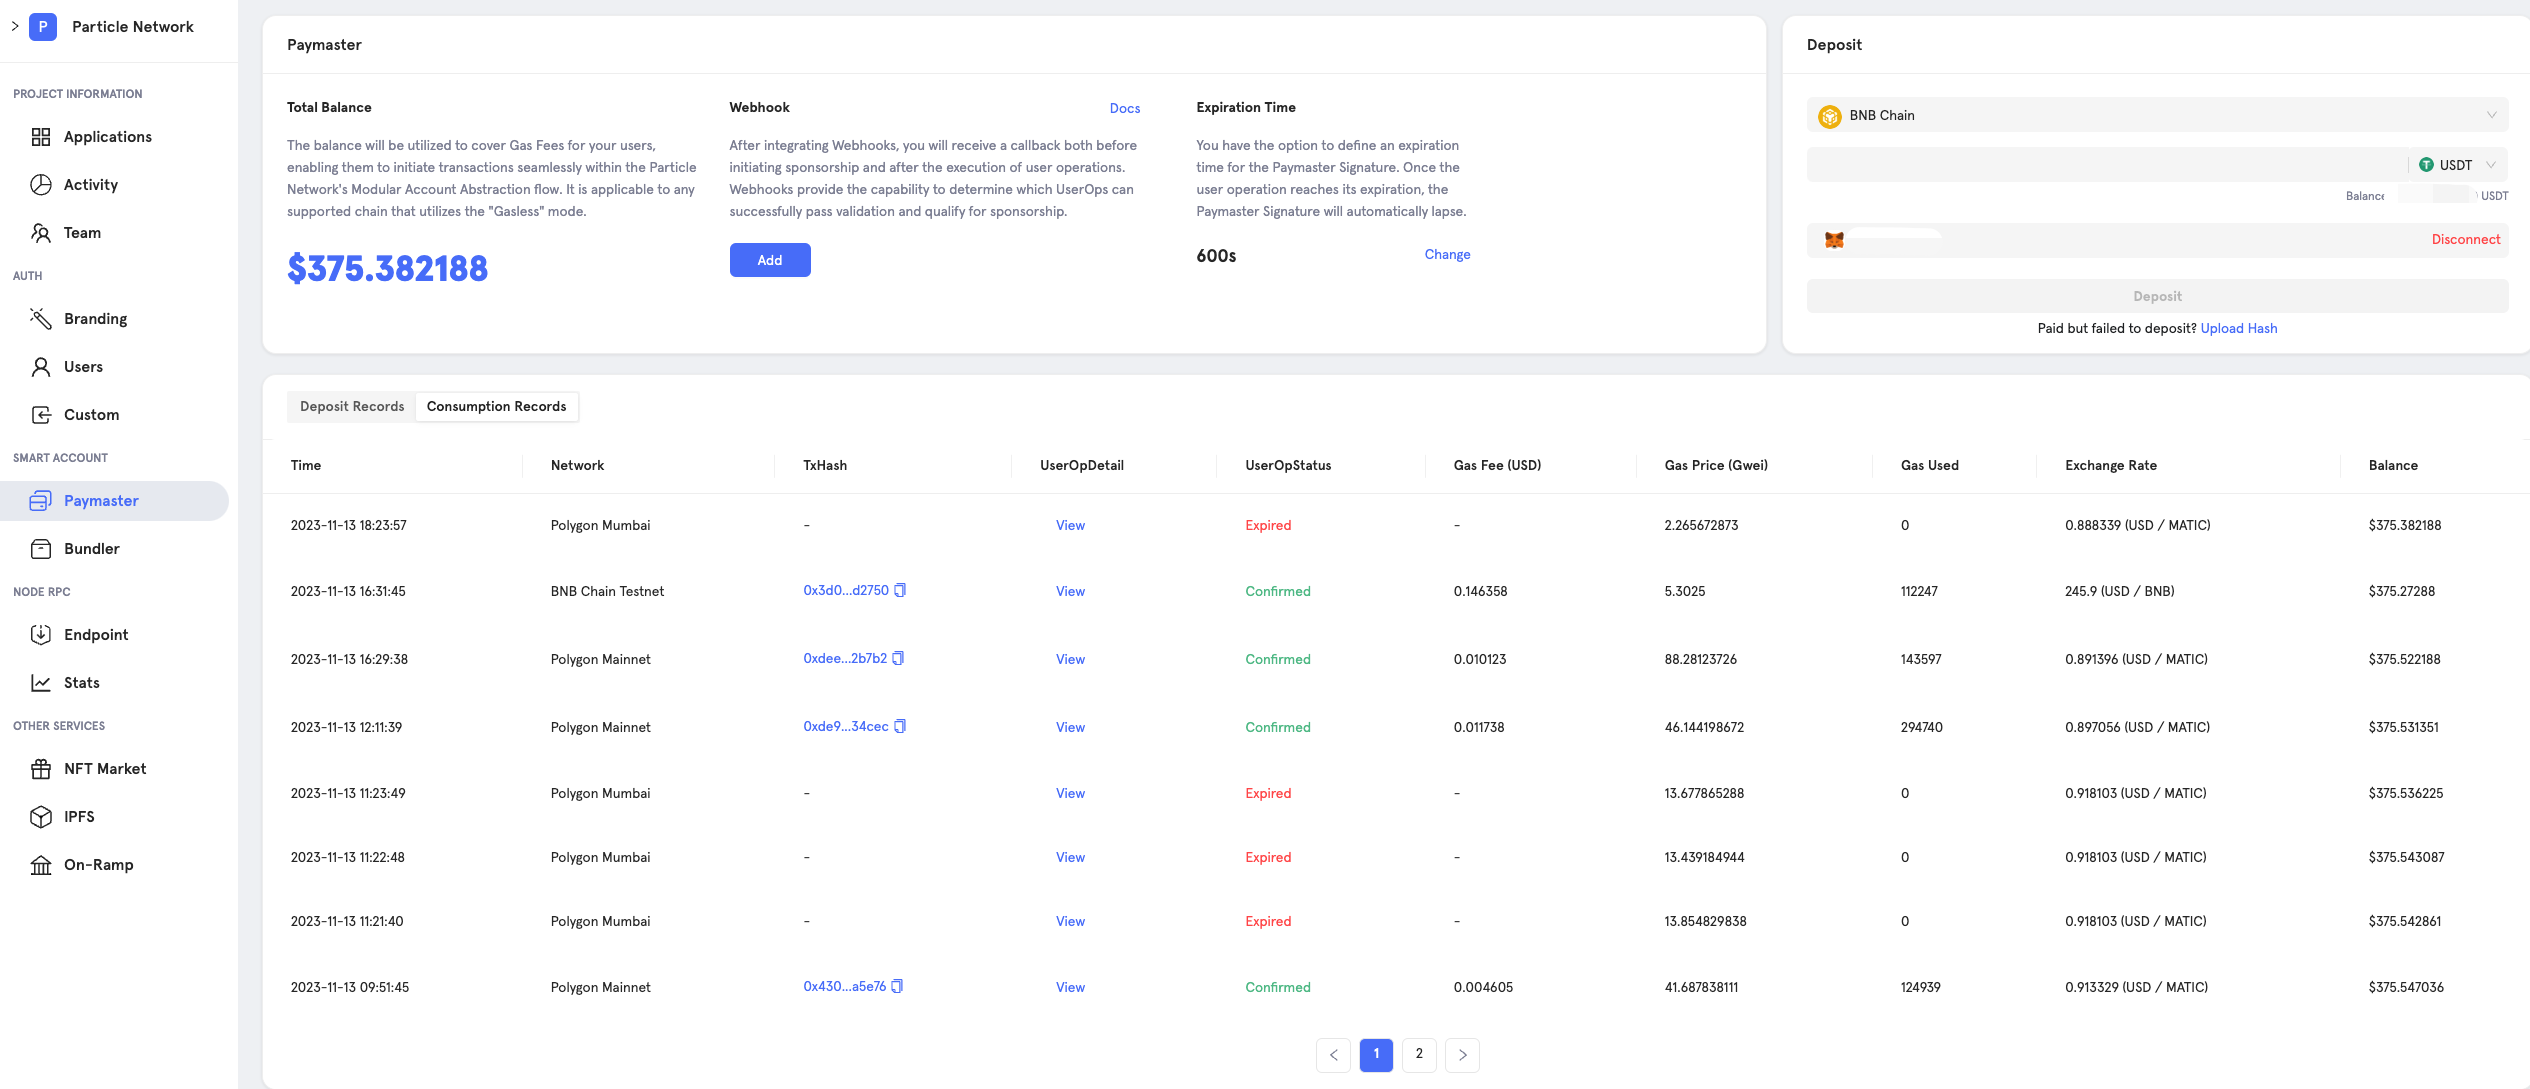 P Particle Network
PROJECT INFORMATION
Applications
Activity
Team
AUTH
Branding
Users
Custom
SMART ACCOUNT
Paymaster
Bundler
NODE RPC
Endpoint
Stats
OTHER SERVICES
NFT Market
IPFS
On-Ramp
Paymaster
Total Balance
The balance will be utilized to cover Gas Fees for your users,
enabling them to initiate transactions seamlessly within the Particle
Network's Modular Account Abstraction flow. It is applicable to any
supported chain that utilizes the "Gasless" mode.
$375.382188
Webhook Docs
After integrating Webhooks, you will receive a callback both before
initiating sponsorship and after the execution of user operations.
Webhooks provide the capability to determine which UserOps can
successfully pass validation and qualify for sponsorship.
Add
Expiration Time
You have the option to define an expiration
time for the Paymaster Signature. Once the
user operation reaches its expiration, the
Paymaster Signature will automatically lapse.
600s Change
Deposit
BNB Chain
USDT
Balance USDT
Disconnect
Deposit
Paid but failed to deposit? Upload Hash
Deposit Records Consumption Records
Time Network TxHash UserOpDetail UserOpStatus Gas Fee (USD) Gas Price (Gwei) Gas Used Exchange Rate Balance
2023-11-13 18:23:57 Polygon Mumbai - View Expired - 2.265672873 0 0.888339 (USD / MATIC) $375.382188
2023-11-13 16:31:45 BNB Chain Testnet 0x3d0...d2750 View Confirmed 0.146358 5.3025 112247 245.9 (USD / BNB) $375.27288
2023-11-13 16:29:38 Polygon Mainnet 0xdee...2b7b2 View Confirmed 0.010123 88.28123726 143597 0.891396 (USD / MATIC) $375.522188
2023-11-13 12:11:39 Polygon Mainnet 0xde9...34cec View Confirmed 0.011738 46.144198672 294740 0.897056 (USD / MATIC) $375.531351
2023-11-13 11:23:49 Polygon Mumbai - View Expired - 13.677865288 0 0.918103 (USD / MATIC) $375.536225
2023-11-13 11:22:48 Polygon Mumbai - View Expired - 13.439184944 0 0.918103 (USD / MATIC) $375.543087
2023-11-13 11:21:40 Polygon Mumbai - View Expired - 13.854829838 0 0.918103 (USD / MATIC) $375.542861
2023-11-13 09:51:45 Polygon Mainnet 0x430...a5e76 View Confirmed 0.004605 41.687838111 124939 0.913329 (USD / MATIC) $375.547036
< 1 2 >